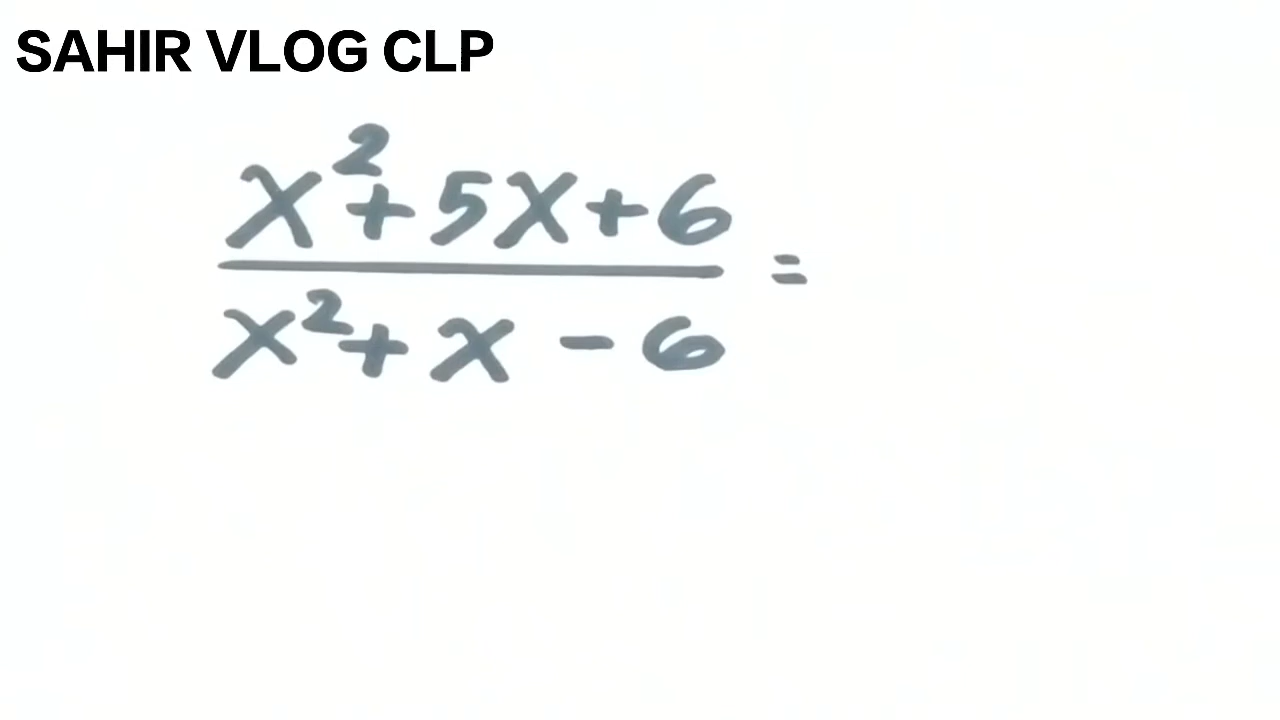 SAHIR VLOG CLP
x²+5x+6
=
x²+x-6